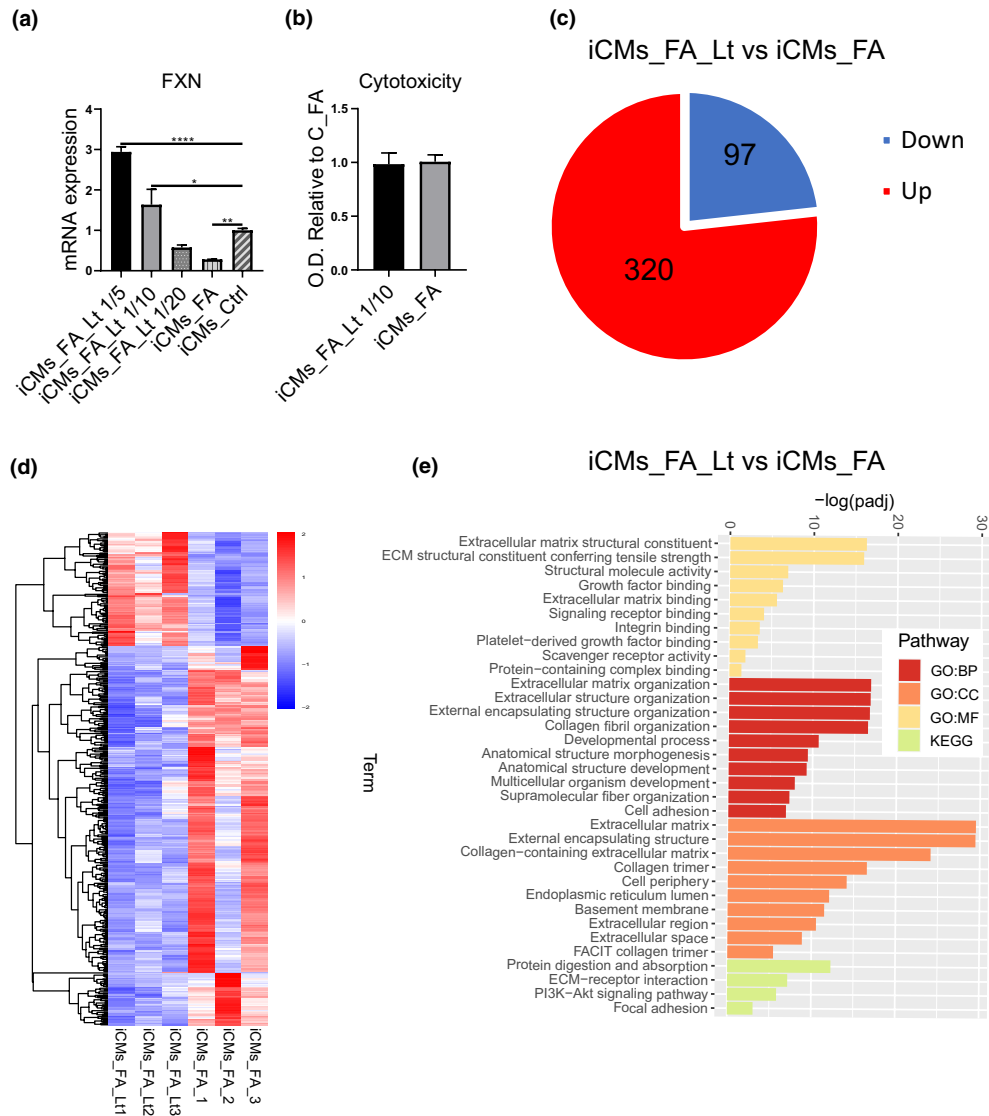 (a)
FXN
mRNA expression
4
3
2
1
0
****
*
**
iCMs_FA_Lt 1/5
iCMs_FA_Lt 1/10
iCMs_FA_Lt 1/20
iCMs_FA
iCMs_Ctrl
(b)
Cytotoxicity
O.D. Relative to C_FA
1.5
1.0
0.5
0.0
iCMs_FA_Lt 1/10
iCMs_FA
(c)
iCMs_FA_Lt vs iCMs_FA
97
320
Down
Up
(d)
2
1
0
-1
-2
iCMs_FA_Lt1
iCMs_FA_Lt2
iCMs_FA_Lt3
iCMs_FA_1
iCMs_FA_2
iCMs_FA_3
(e)
iCMs_FA_Lt vs iCMs_FA
−log(padj)
0
10
20
30
Term
Extracellular matrix structural constituent
ECM structural constituent conferring tensile strength
Structural molecule activity
Growth factor binding
Extracellular matrix binding
Signaling receptor binding
Integrin binding
Platelet−derived growth factor binding
Scavenger receptor activity
Protein−containing complex binding
Extracellular matrix organization
Extracellular structure organization
External encapsulating structure organization
Collagen fibril organization
Developmental process
Anatomical structure morphogenesis
Anatomical structure development
Multicellular organism development
Supramolecular fiber organization
Cell adhesion
Extracellular matrix
External encapsulating structure
Collagen−containing extracellular matrix
Collagen trimer
Cell periphery
Endoplasmic reticulum lumen
Basement membrane
Extracellular region
Extracellular space
FACIT collagen trimer
Protein digestion and absorption
ECM−receptor interaction
PI3K−Akt signaling pathway
Focal adhesion
Pathway
GO:BP
GO:CC
GO:MF
KEGG